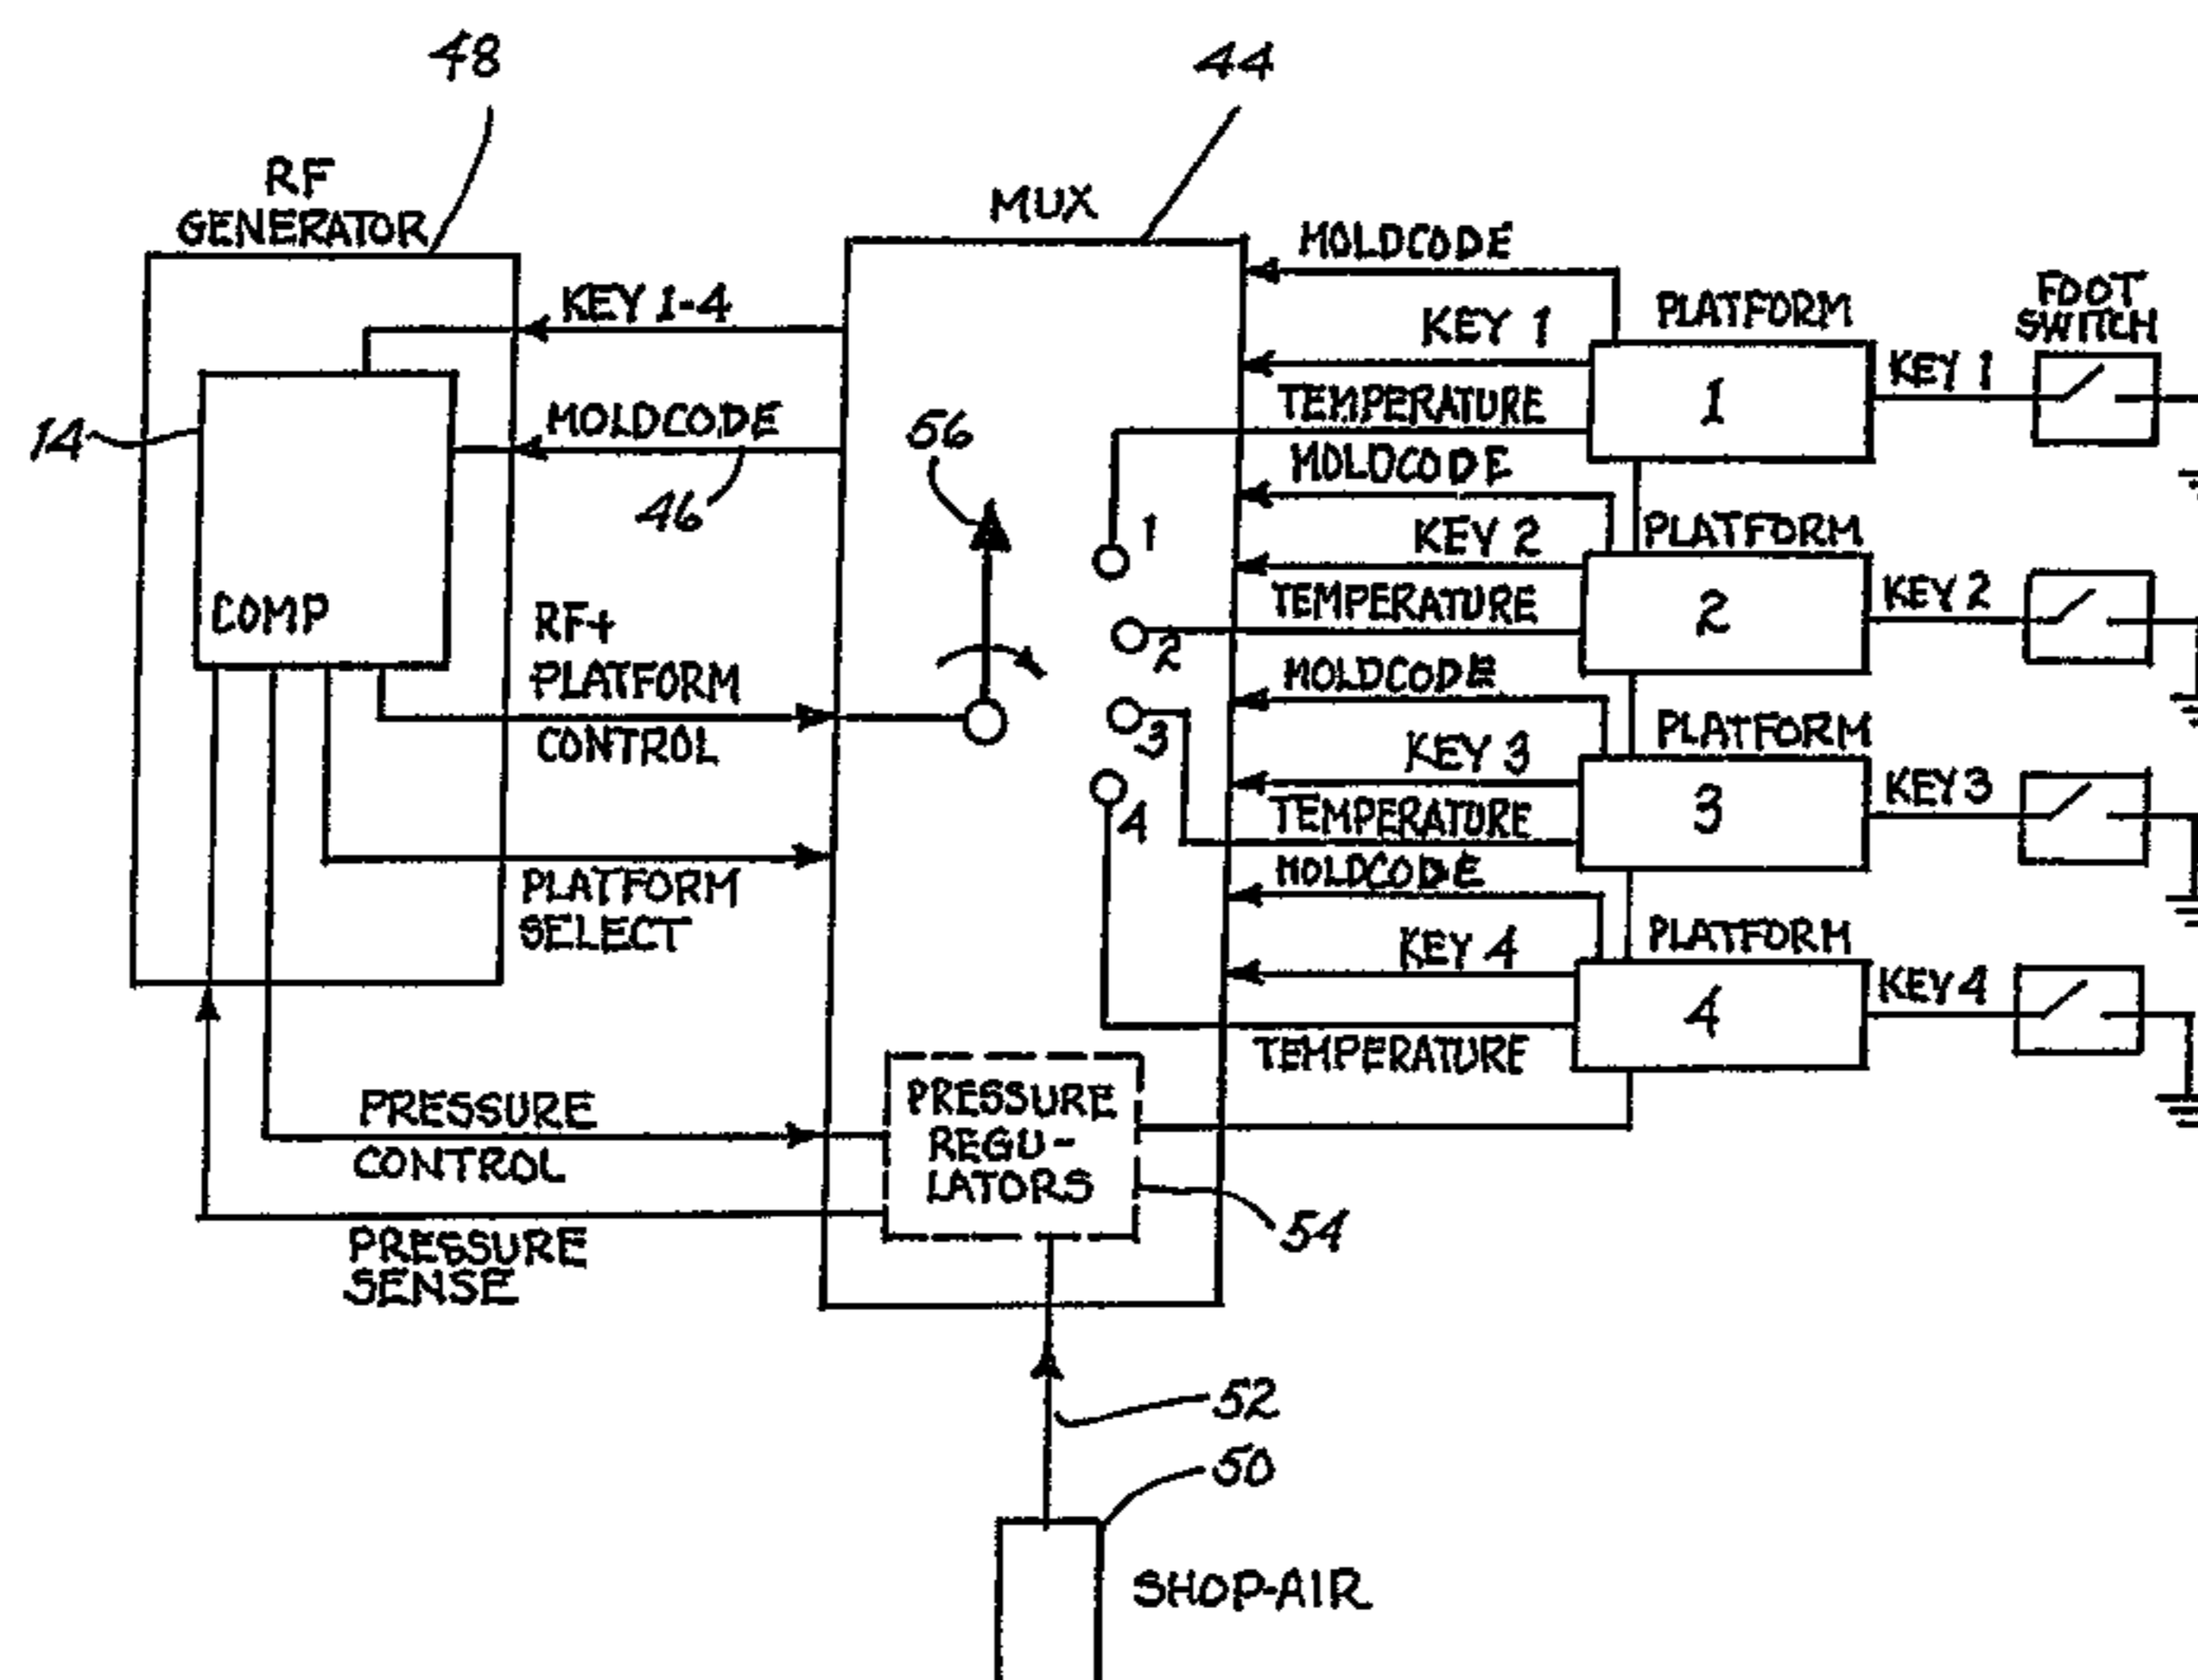 48
44
RF
GENERATOR
MUX
MOLDCODE
KEY 1-4
KEY 1
PLATFORM
1
FOOT
SWITCH
KEY 1
TEMPERATURE
14
MOLDCODE
46
56
1
MOLDCODE
KEY 2
PLATFORM
2
KEY 2
TEMPERATURE
COMP
RF+
PLATFORM
CONTROL
2
MOLDCODE
3
KEY 3
PLATFORM
3
KEY 3
TEMPERATURE
4
MOLDCODE
PLATFORM
SELECT
KEY 4
PLATFORM
4
KEY 4
TEMPERATURE
PRESSURE
CONTROL
PRESSURE
REGU-
LATORS
54
PRESSURE
SENSE
52
50
SHOP-AIR